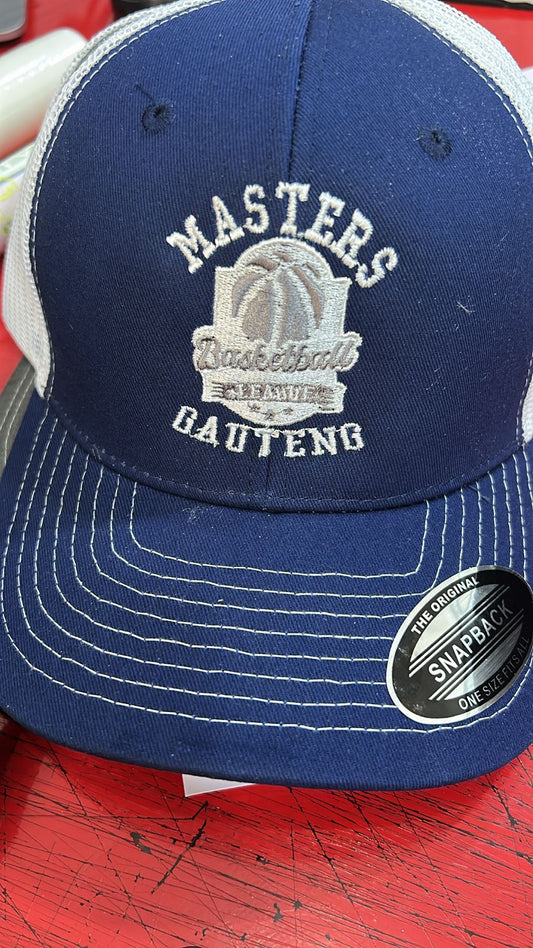 MASTERS
Basketball
LEAGUE
GAUTENG
THE ORIGINAL
SNAPBACK
ONE SIZE FITS ALL